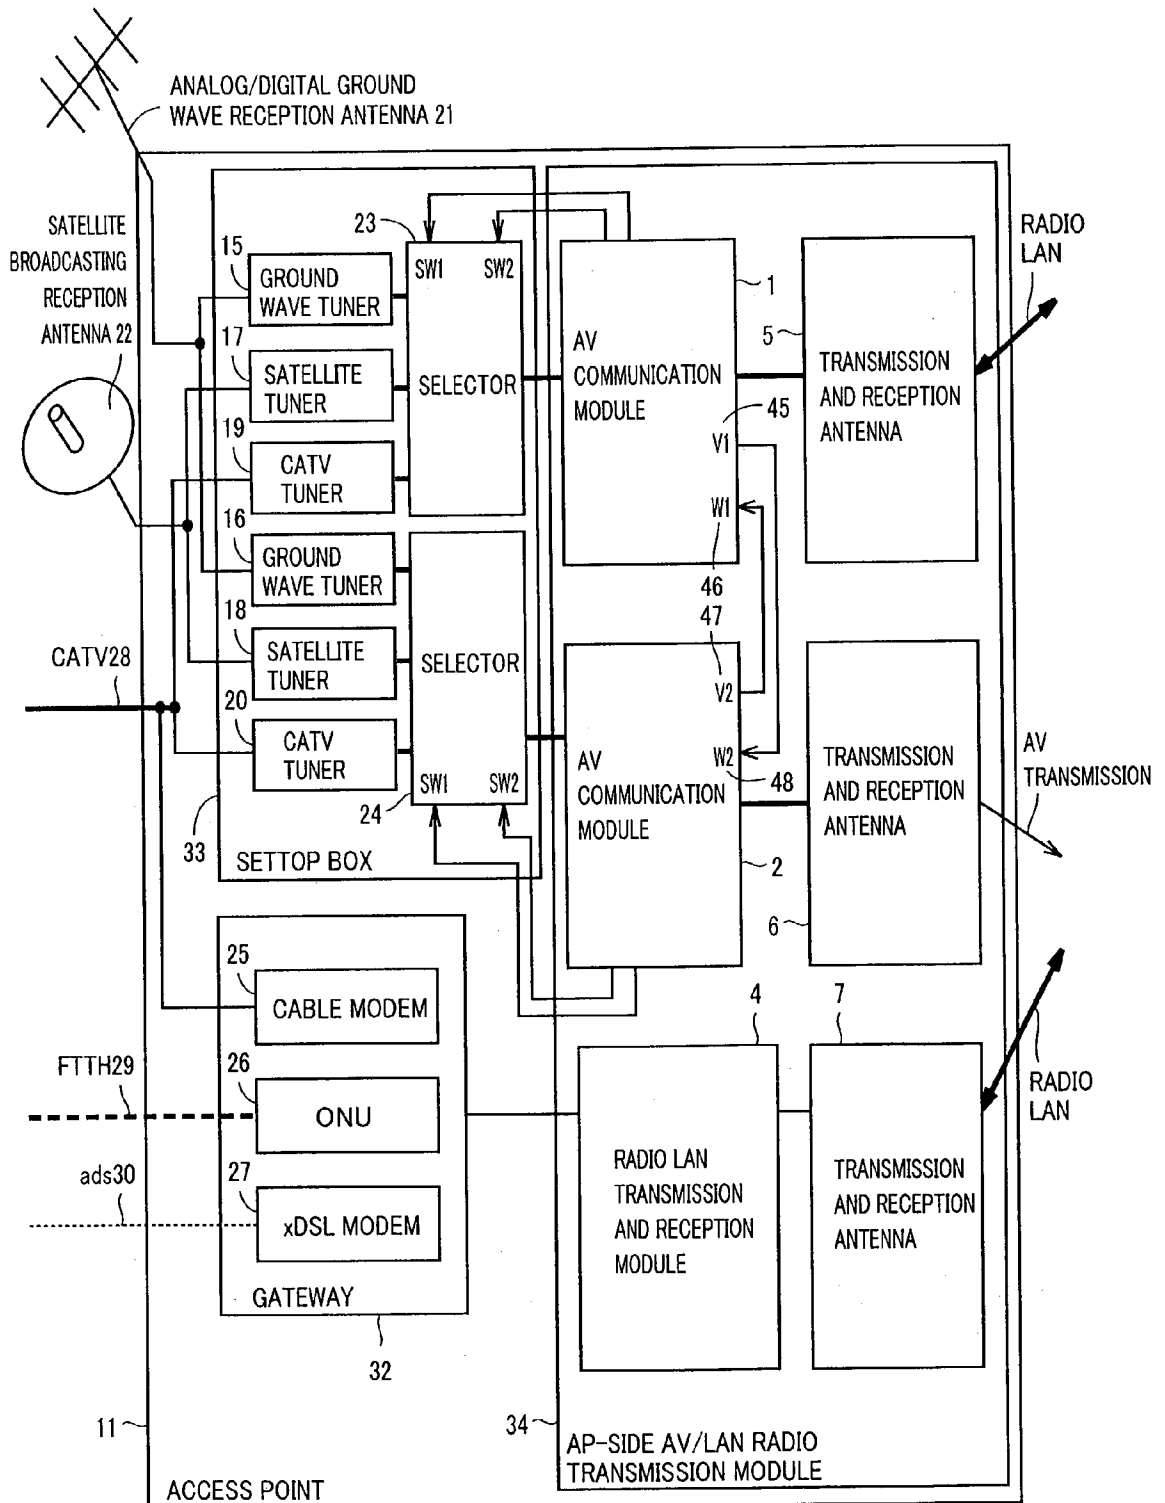 ANALOG/DIGITAL GROUND
WAVE RECEPTION ANTENNA 21
SATELLITE
BROADCASTING
RECEPTION
ANTENNA 22
23
15
GROUND
WAVE TUNER
17
SATELLITE
TUNER
19
CATV
TUNER
16
GROUND
WAVE TUNER
18
SATELLITE
TUNER
20
CATV
TUNER
SW1 SW2
SELECTOR
SELECTOR
SW1 SW2
24
33
SETTOP BOX
AV
COMMUNICATION
MODULE
1
45
V1
W1
46
47
V2
W2
48
AV
COMMUNICATION
MODULE
2
5
TRANSMISSION
AND RECEPTION
ANTENNA
RADIO
LAN
TRANSMISSION
AND RECEPTION
ANTENNA
6
AV
TRANSMISSION
CATV28
25
CABLE MODEM
FTTH29
26
ONU
ads30
27
xDSL MODEM
GATEWAY
32
4
RADIO LAN
TRANSMISSION
AND RECEPTION
MODULE
7
TRANSMISSION
AND RECEPTION
ANTENNA
RADIO
LAN
11
34
AP-SIDE AV/LAN RADIO
TRANSMISSION MODULE
ACCESS POINT